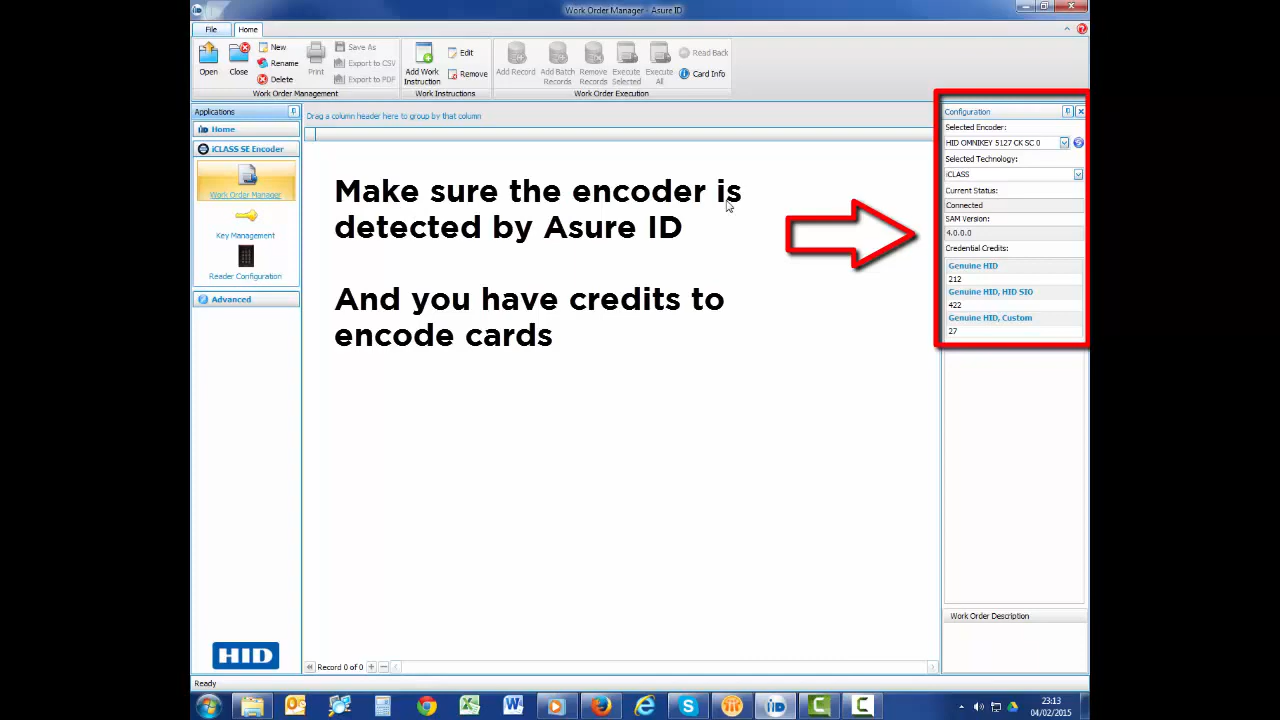 Work Order Manager - Asure ID
File
Home
Open
Close
New
Rename
Delete
Print
Save As
Export to CSV
Export to PDF
Work Order Management
Add Work
Instruction
Edit
Remove
Work Instructions
Add Record
Add Batch
Records
Remove
Records
Execute
Selected
Execute
All
Read Back
Card Info
Work Order Execution
Applications
Home
iCLASS SE Encoder
Work Order Manager
Key Management
Reader Configuration
Advanced
HID
Drag a column header here to group by that column
Make sure the encoder is
detected by Asure ID
And you have credits to
encode cards
Record 0 of 0
Configuration
Selected Encoder:
HID OMNIKEY 5127 CK SC 0
Selected Technology:
iCLASS
Current Status:
Connected
SAM Version:
4.0.0.0
Credential Credits:
Genuine HID
212
Genuine HID, HID SIO
422
Genuine HID, Custom
27
Work Order Description
Ready
23:13
04/02/2015